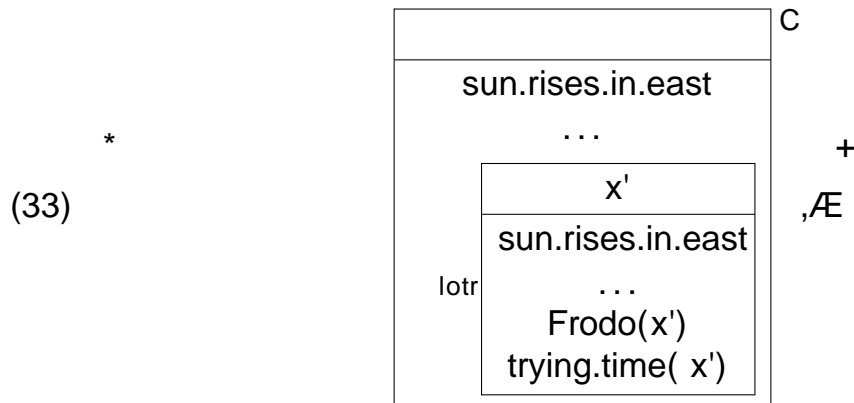 C
sun.rises.in.east
...
* +
x'
(33) ,Æ
sun.rises.in.east
lotr ...
Frodo(x')
trying.time( x')